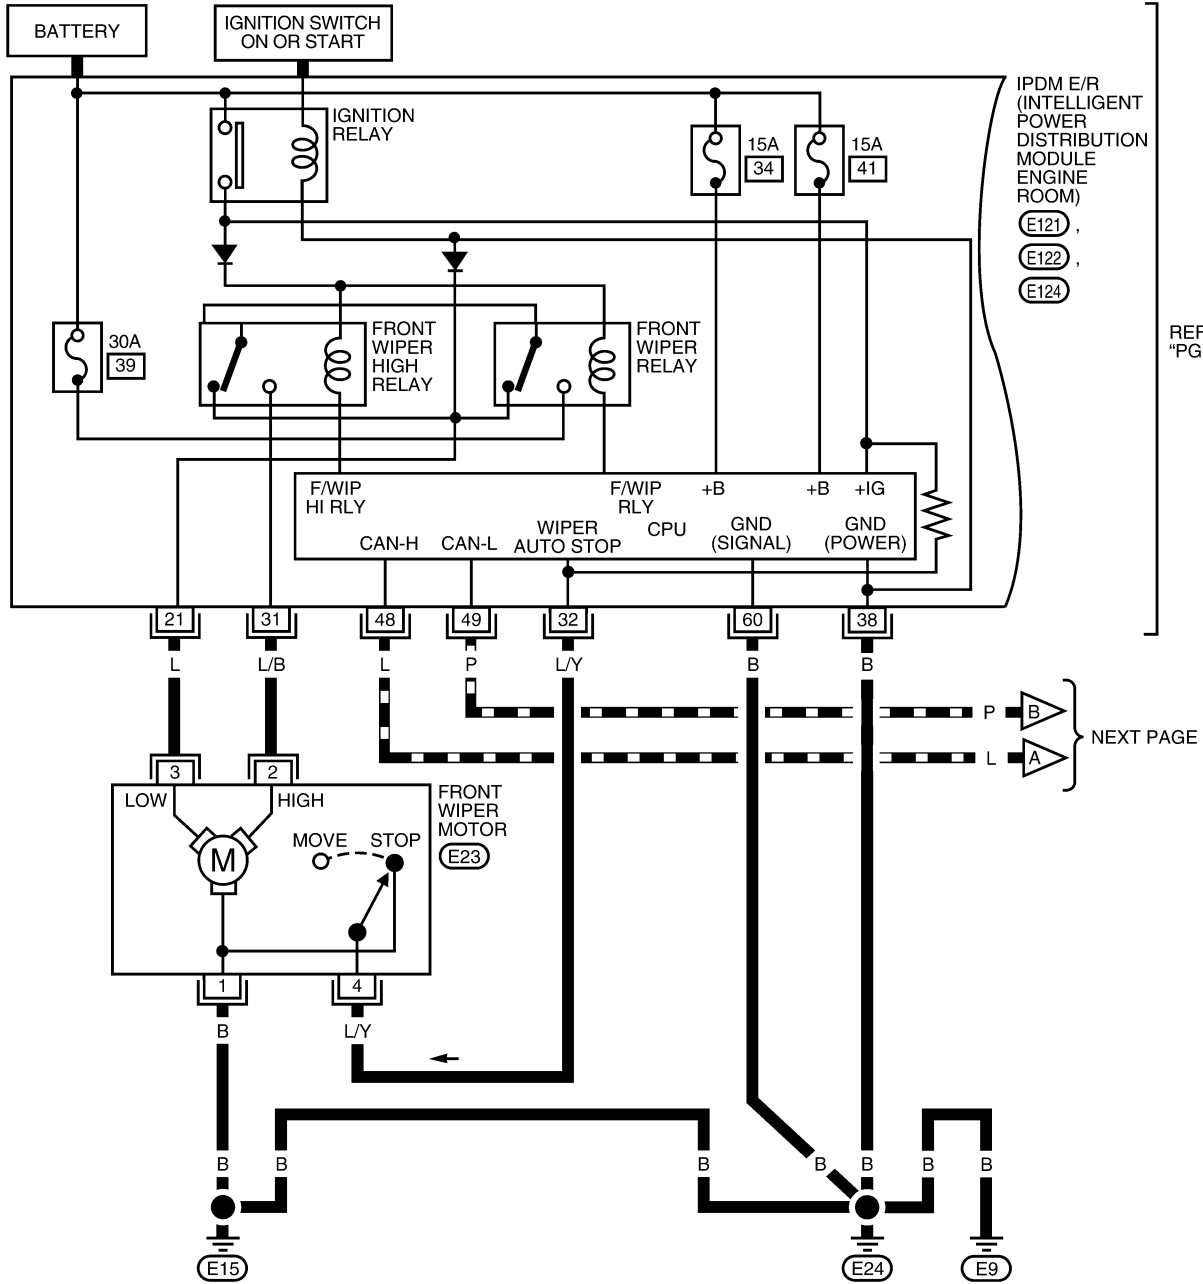 BATTERY
IGNITION SWITCH
ON OR START
IPDM E/R
(INTELLIGENT
POWER
DISTRIBUTION
MODULE
ENGINE
ROOM)
E121 ,
E122 ,
E124
IGNITION
RELAY
15A
34
15A
41
REF
"PG
30A
39
FRONT
WIPER
HIGH
RELAY
FRONT
WIPER
RELAY
F/WIP
HI RLY
F/WIP
RLY
+B
+B
+IG
CAN-H
CAN-L
WIPER
AUTO STOP
CPU
GND
(SIGNAL)
GND
(POWER)
21
31
48
49
32
60
38
L
L/B
L
P
L/Y
B
B
P
B
L
A
NEXT PAGE
3
2
LOW
HIGH
FRONT
WIPER
MOTOR
E23
M
MOVE
STOP
1
4
B
L/Y
B
B
B
B
B
B
B
E15
E24
E9